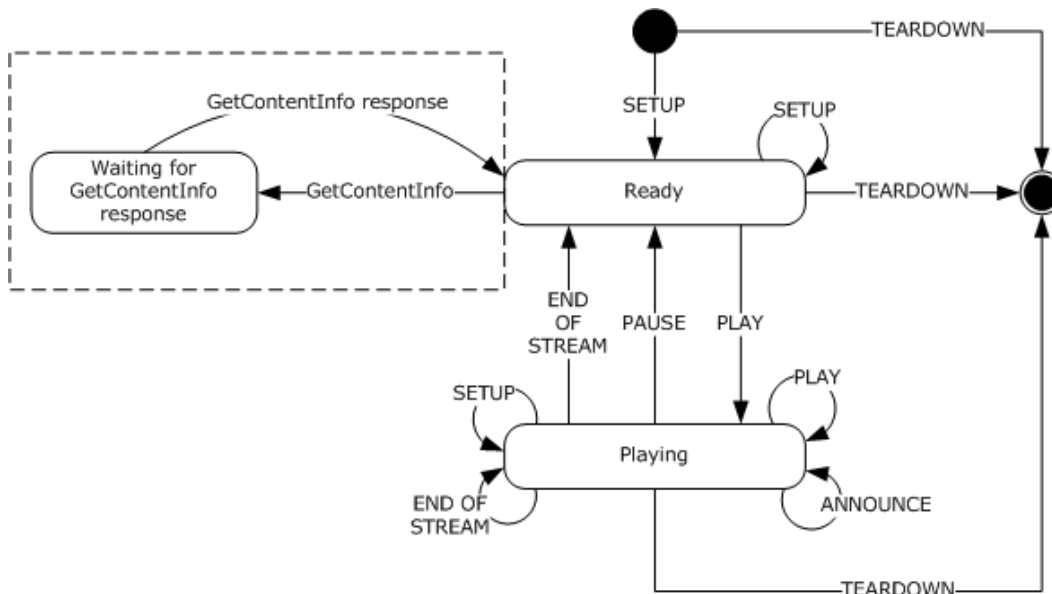 TEARDOWN
SETUP
GetContentInfo response
SETUP
Waiting for
GetContentInfo
response
GetContentInfo
Ready
TEARDOWN
END
OF
STREAM
PAUSE
PLAY
SETUP
PLAY
Playing
END OF
STREAM
ANNOUNCE
TEARDOWN